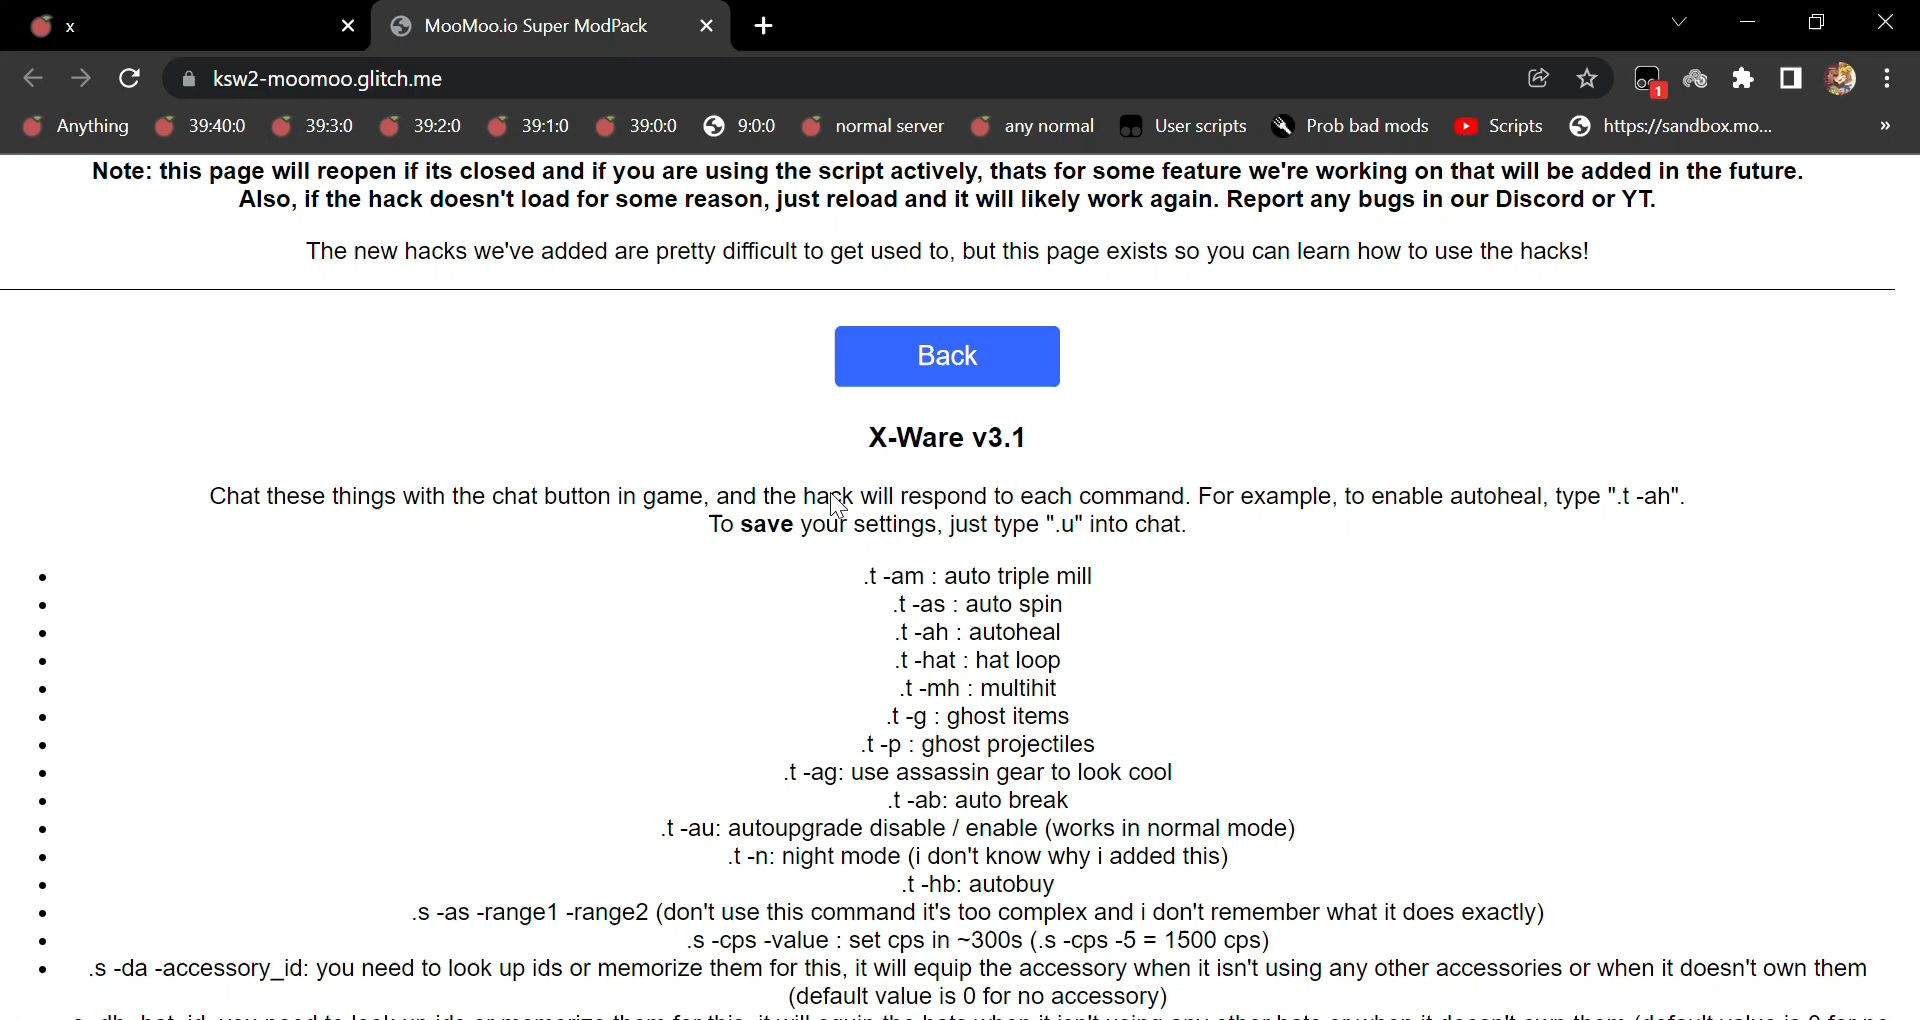 x
MooMoo.io Super ModPack
ksw2-moomoo.glitch.me
1
Anything 39:40:0 39:3:0 39:2:0 39:1:0 39:0:0 9:0:0 normal server any normal User scripts Prob bad mods Scripts https://sandbox.mo... »
Note: this page will reopen if its closed and if you are using the script actively, thats for some feature we're working on that will be added in the future.
Also, if the hack doesn't load for some reason, just reload and it will likely work again. Report any bugs in our Discord or YT.
The new hacks we've added are pretty difficult to get used to, but this page exists so you can learn how to use the hacks!
Back
X-Ware v3.1
Chat these things with the chat button in game, and the hack will respond to each command. For example, to enable autoheal, type ".t -ah".
To save your settings, just type ".u" into chat.
.t -am : auto triple mill
.t -as : auto spin
.t -ah : autoheal
.t -hat : hat loop
.t -mh : multihit
.t -g : ghost items
.t -p : ghost projectiles
.t -ag: use assassin gear to look cool
.t -ab: auto break
.t -au: autoupgrade disable / enable (works in normal mode)
.t -n: night mode (i don't know why i added this)
.t -hb: autobuy
.s -as -range1 -range2 (don't use this command it's too complex and i don't remember what it does exactly)
.s -cps -value : set cps in ~300s (.s -cps -5 = 1500 cps)
.s -da -accessory_id: you need to look up ids or memorize them for this, it will equip the accessory when it isn't using any other accessories or when it doesn't own them
(default value is 0 for no accessory)